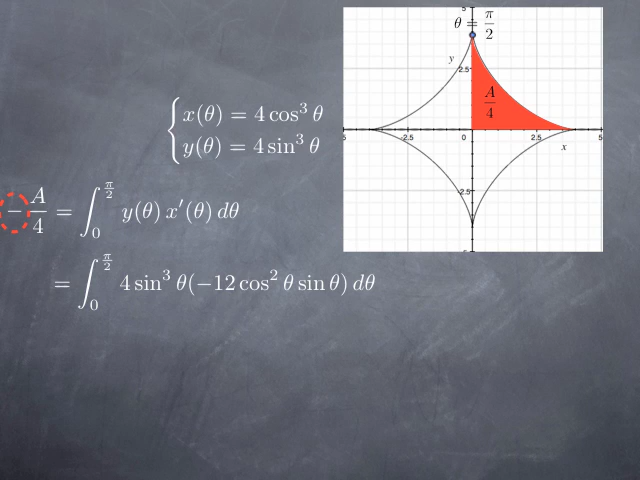 θ = π/2
5
y
2.5
A/4
{ x(θ) = 4 cos³ θ
y(θ) = 4 sin³ θ
5 -2.5 0 2.5 5
x
-2.5
− A/4 = ∫₀^{π/2} y(θ) x′(θ) dθ
= ∫₀^{π/2} 4 sin³ θ(−12 cos² θ sin θ) dθ